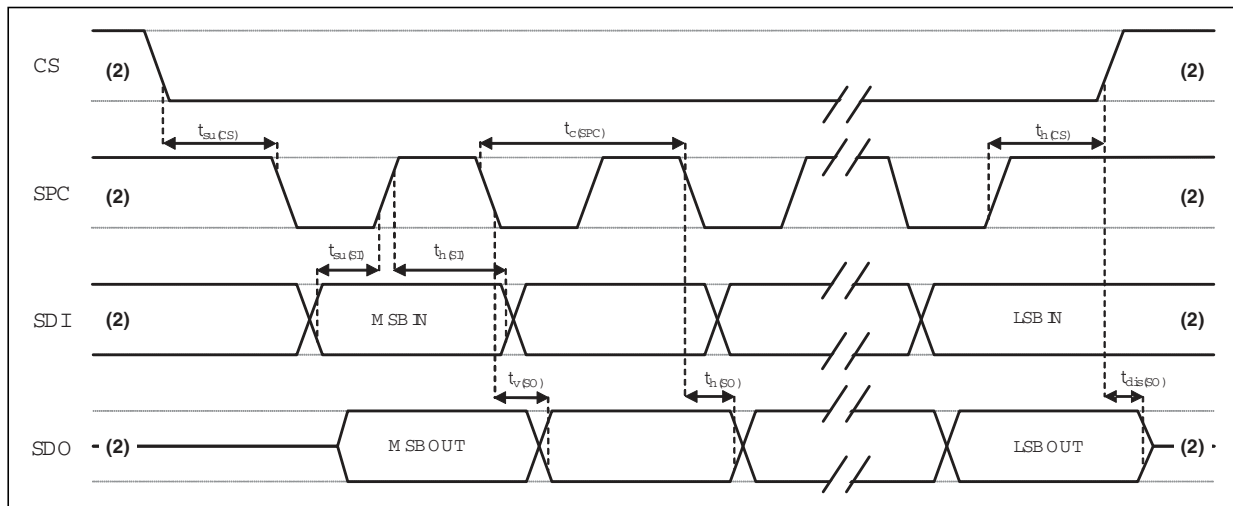 CS (2) (2)
t_su(CS) t_c(SPC) t_h(CS)
SPC (2) (2)
t_su(SI) t_h(SI)
SDI (2) MSB IN LSB IN (2)
t_v(SO) t_h(SO) t_dis(SO)
SDO (2) MSB OUT LSB OUT (2)